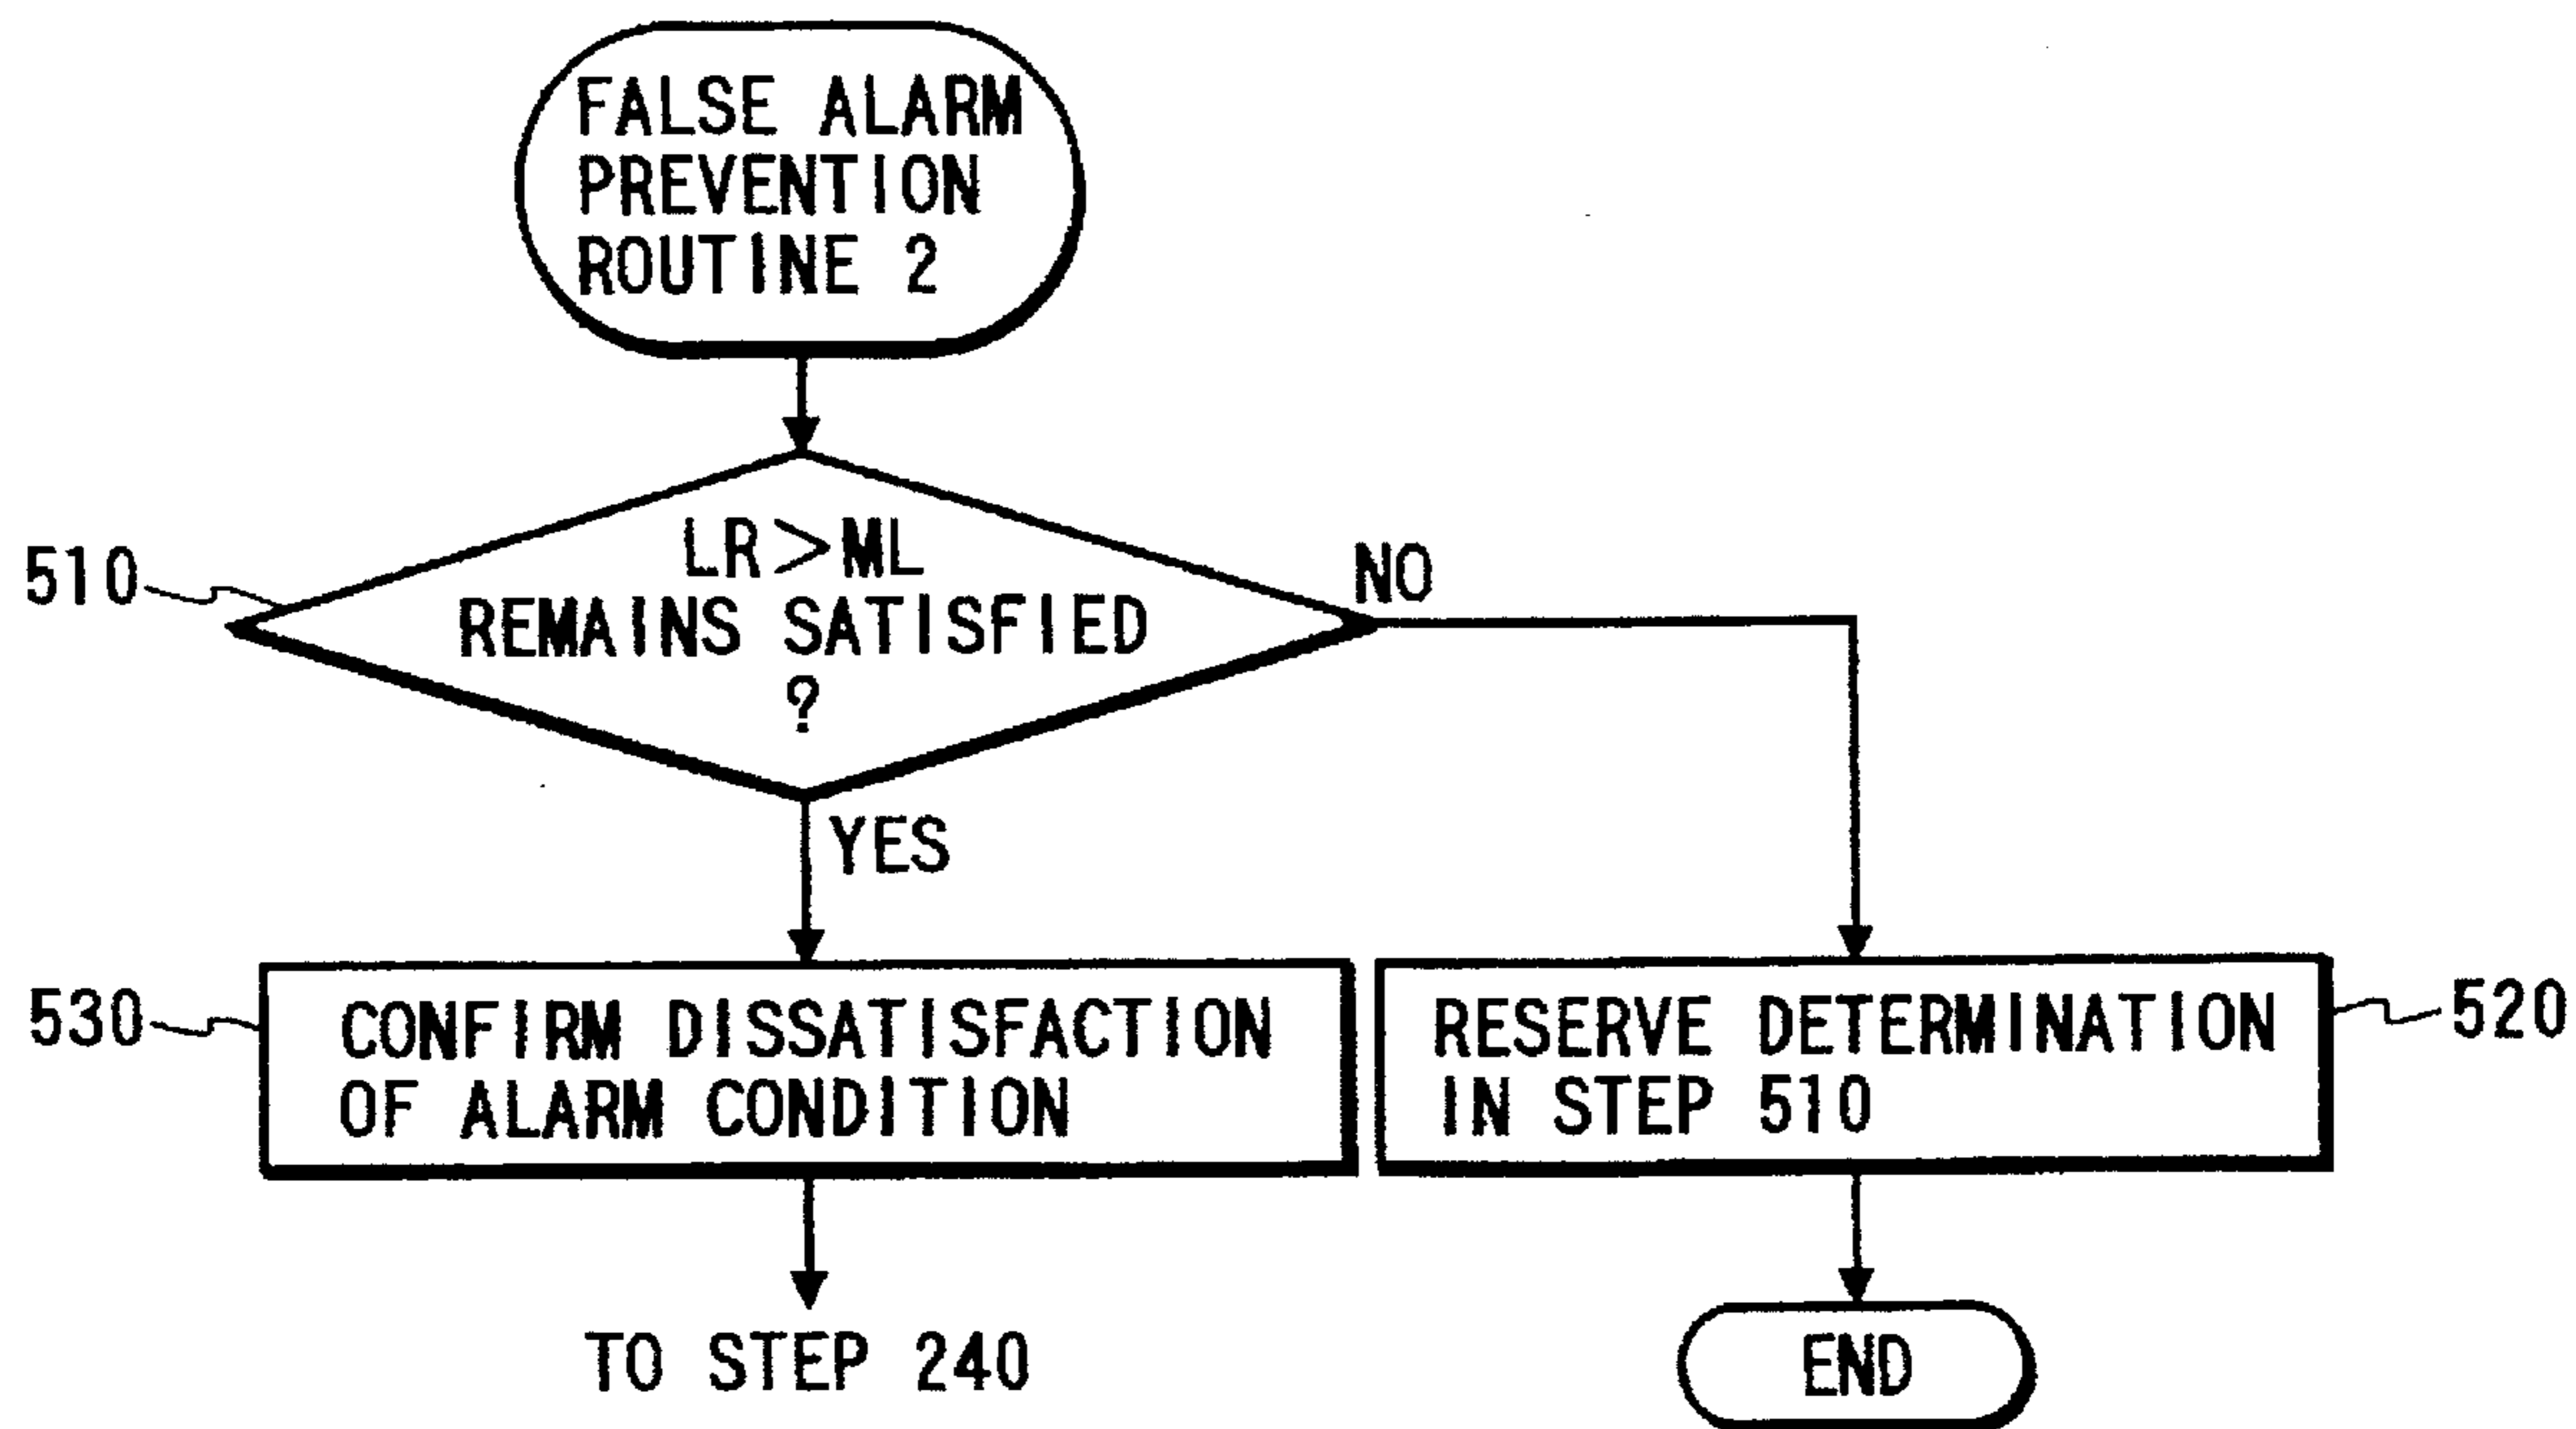 FALSE ALARM
PREVENTION
ROUTINE 2
510
LR>ML
REMAINS SATISFIED
?
NO
YES
530
CONFIRM DISSATISFACTION
OF ALARM CONDITION
RESERVE DETERMINATION
IN STEP 510
520
TO STEP 240
END